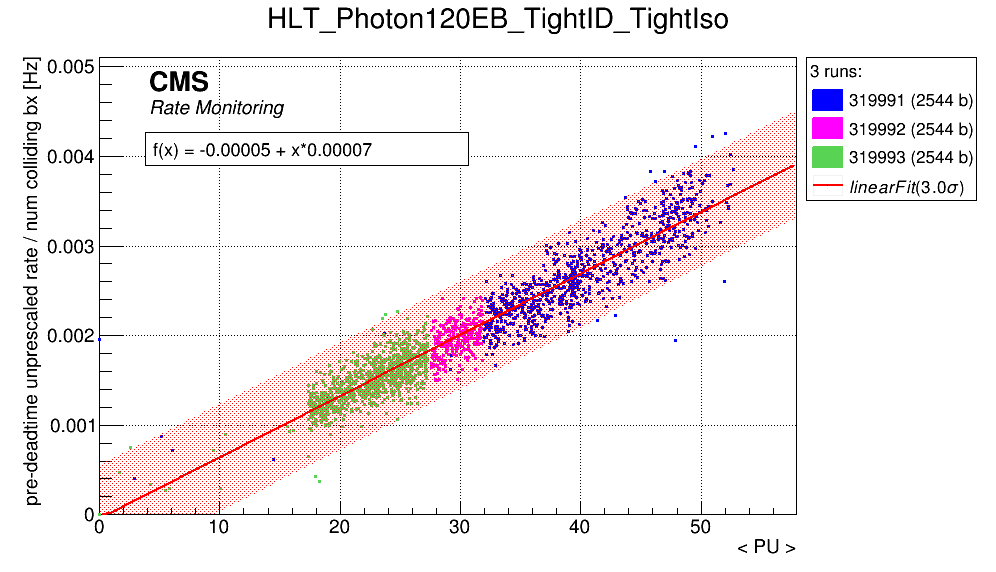 HLT_Photon120EB_TightID_TightIso
pre-deadtime unprescaled rate / num colliding bx [Hz]
0.005
0.004
0.003
0.002
0.001
0
CMS
Rate Monitoring
f(x) = -0.00005 + x*0.00007
0 10 20 30 40 50
< PU >
3 runs:
319991 (2544 b)
319992 (2544 b)
319993 (2544 b)
linearFit(3.0σ)